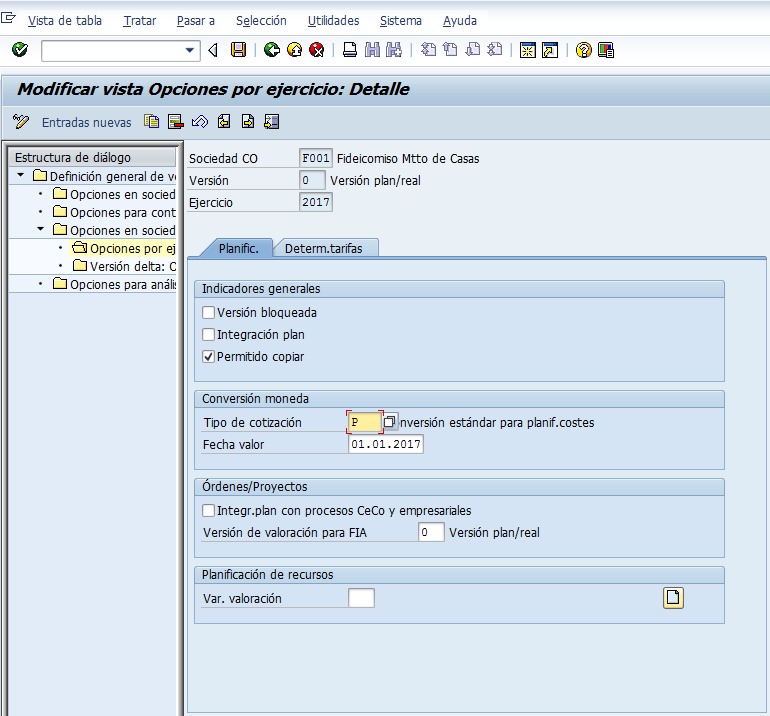 Vista de tabla Tratar Pasar a Selección Utilidades Sistema Ayuda
Modificar vista Opciones por ejercicio: Detalle
Entradas nuevas
Estructura de diálogo
Definición general de v
Opciones en socied
Opciones para cont
Opciones en socied
Opciones por ej
Versión delta: O
Opciones para anális
Sociedad CO F001 Fideicomiso Mtto de Casas
Versión 0 Versión plan/real
Ejercicio 2017
Planific. Determ.tarifas
Indicadores generales
Versión bloqueada
Integración plan
Permitido copiar
Conversión moneda
Tipo de cotización P nversión estándar para planif.costes
Fecha valor 01.01.2017
Órdenes/Proyectos
Integr.plan con procesos CeCo y empresariales
Versión de valoración para FIA 0 Versión plan/real
Planificación de recursos
Var. valoración